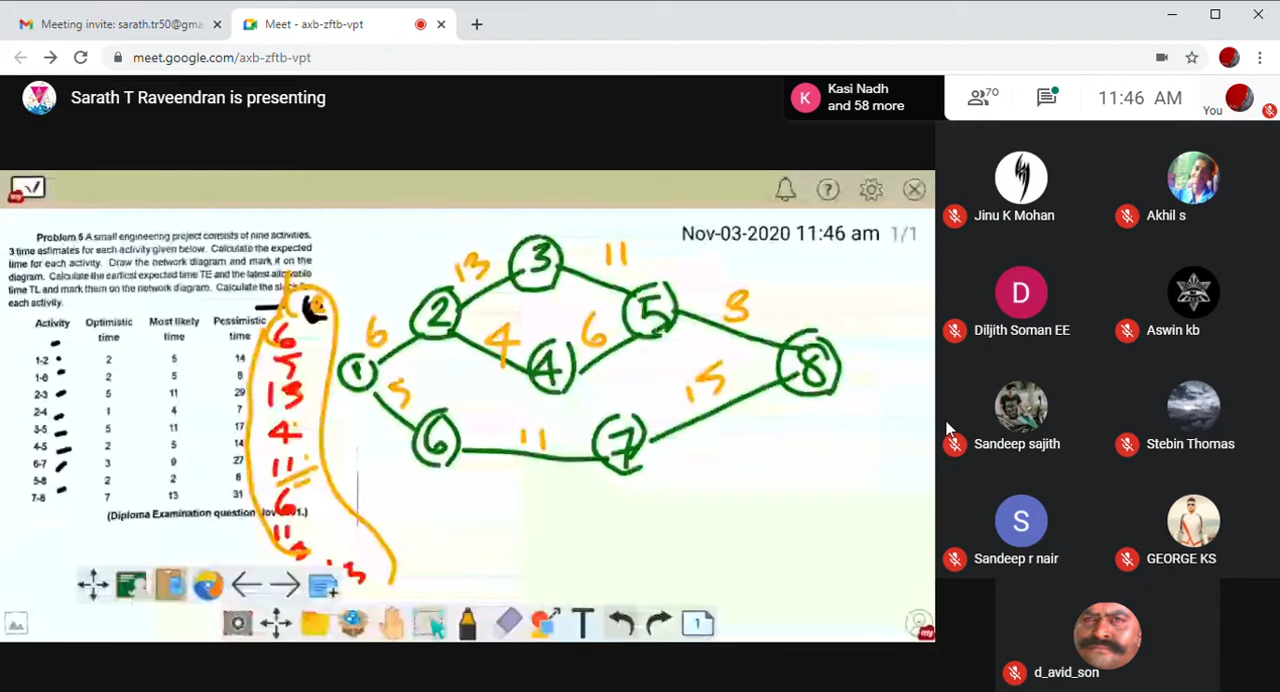 Meeting invite: sarath.tr50@gma
Meet - axb-zftb-vpt
meet.google.com/axb-zftb-vpt
Sarath T Raveendran is presenting
K
Kasi Nadh
and 58 more
70
11:46 AM
You
Nov-03-2020 11:46 am 1/1
Problem 6 A small engineering project consists of nine activities.
3 time estimates for each activity given below. Calculate the expected
time for each activity. Draw the network diagram and mark it on the
diagram. Calculate the earliest expected time TE and the latest allowable
time TL and mark them on the network diagram. Calculate the
each activity.
Activity Optimistic time Most likely time Pessimistic time
1-2 2 5 14
1-6 2 5 8
2-3 5 11 29
2-4 1 4 7
3-5 5 11 17
4-5 2 5 14
6-7 3 9 27
5-8 2 2 8
7-8 7 13 31
(Diploma Examination question
6
5
13
4
11
6
11
3
1 2 3 4 5 6 7 8
6 13 11 4 6 3
5 11 15
Jinu K Mohan
Akhil s
D
Diljith Soman EE
Aswin kb
Sandeep sajith
Stebin Thomas
S
Sandeep r nair
GEORGE KS
d_avid_son
my
T
1
my